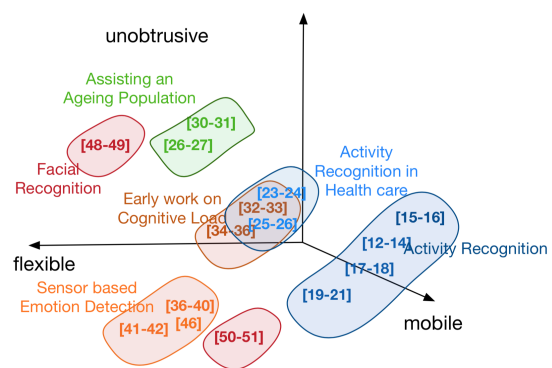 unobtrusive
Assisting an
Ageing Population
[30-31]
[26-27]
[48-49]
Facial
Recognition
Activity
Recognition in
Health care
[23-24]
Early work on
Cognitive Load
[32-33]
[25-26]
[34-36]
[15-16]
[12-14]
Activity Recognition
[17-18]
[19-21]
flexible
mobile
Sensor based
Emotion Detection
[36-40]
[46]
[41-42]
[50-51]